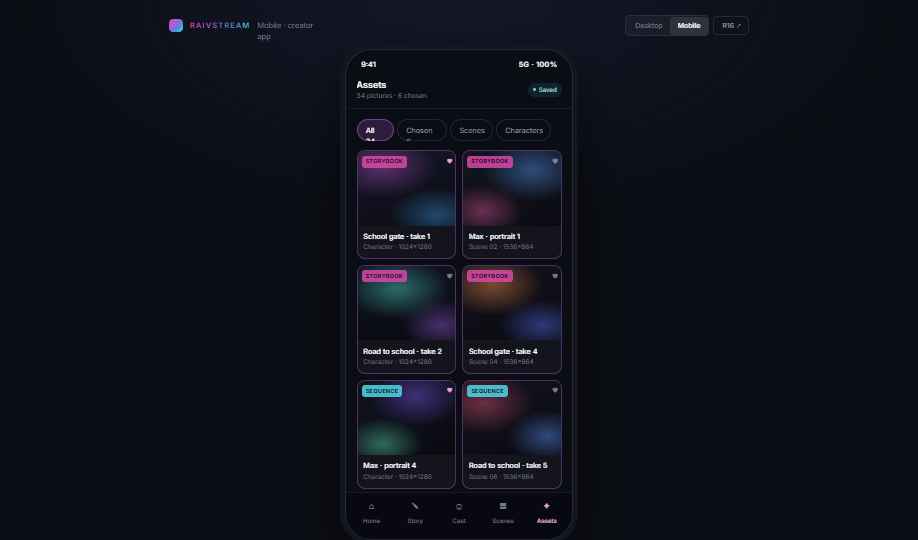 RAIVSTREAM
Mobile · creator
app
Desktop
Mobile
R16 ↗
9:41
5G · 100%
Assets
34 pictures · 6 chosen
Saved
All
Chosen
Scenes
Characters
STORYBOOK
School gate · take 1
Character · 1024×1280
STORYBOOK
Max · portrait 1
Scene 02 · 1536×864
STORYBOOK
Road to school · take 2
Character · 1024×1280
STORYBOOK
School gate · take 4
Scene 04 · 1536×864
SEQUENCE
Max · portrait 4
Character · 1024×1280
SEQUENCE
Road to school · take 5
Scene 06 · 1536×864
Home
Story
Cast
Scenes
Assets